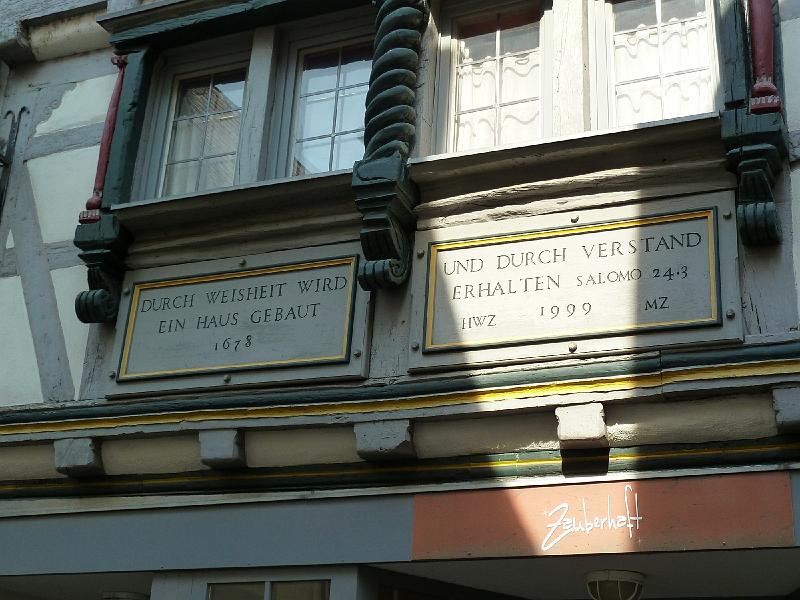 DURCH WEISHEIT WIRD
EIN HAUS GEBAUT
1678
UND DURCH VERSTAND
ERHALTEN SALOMO 24.3
HWZ 1999 MZ
Zauberhaft